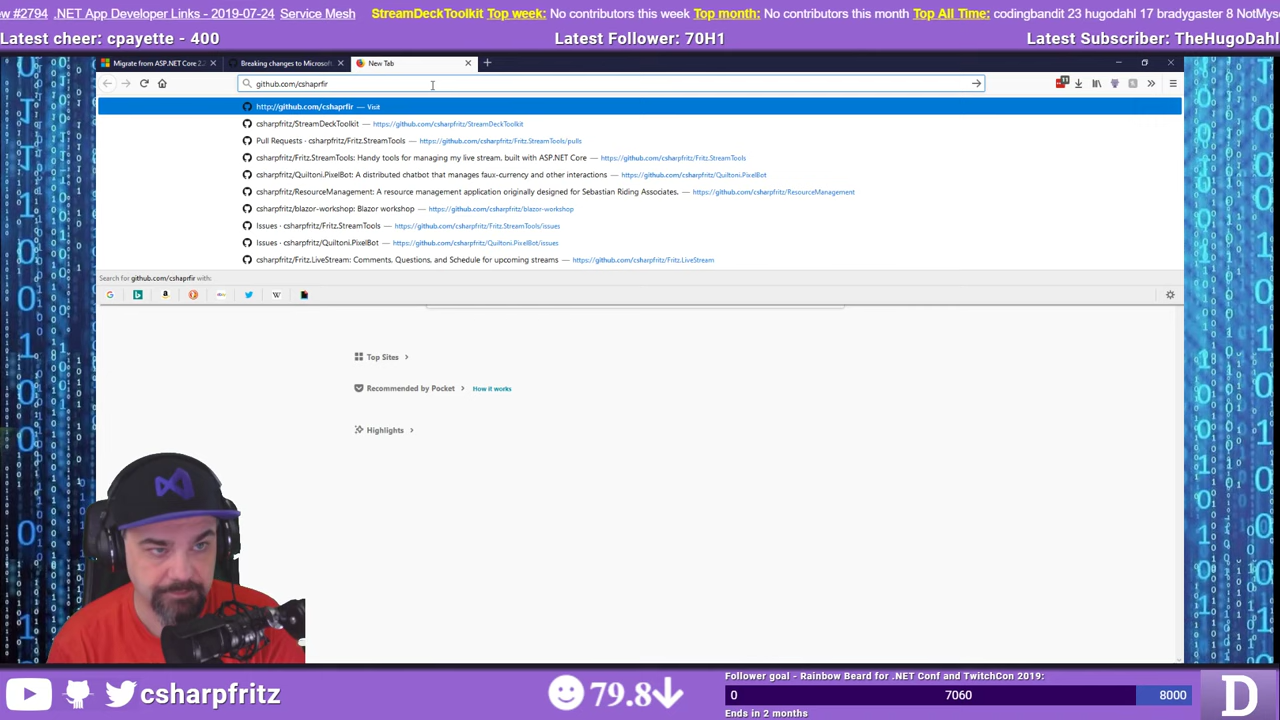 #2794 .NET App Developer Links - 2019-07-24 Service Mesh
StreamDeckToolkit Top week: No contributors this week Top month: No contributors this month Top All Time: codingbandit 23 hugodahl 17 bradygaster 8 NotMys
Latest cheer: cpayette - 400
Latest Follower: 70H1
Latest Subscriber: TheHugoDahl
Migrate from ASP.NET Core 2.2
Breaking changes to Microsoft.
New Tab
github.com/cshaprfir
http://github.com/cshaprfir — Visit
csharpfritz/StreamDeckToolkit — https://github.com/csharpfritz/StreamDeckToolkit
Pull Requests · csharpfritz/Fritz.StreamTools — https://github.com/csharpfritz/Fritz.StreamTools/pulls
csharpfritz/Fritz.StreamTools: Handy tools for managing my live stream, built with ASP.NET Core — https://github.com/csharpfritz/Fritz.StreamTools
csharpfritz/Quiltoni.PixelBot: A distributed chatbot that manages faux-currency and other interactions — https://github.com/csharpfritz/Quiltoni.PixelBot
csharpfritz/ResourceManagement: A resource management application originally designed for Sebastian Riding Associates. — https://github.com/csharpfritz/ResourceManagement
csharpfritz/blazor-workshop: Blazor workshop — https://github.com/csharpfritz/blazor-workshop
Issues · csharpfritz/Fritz.StreamTools — https://github.com/csharpfritz/Fritz.StreamTools/issues
Issues · csharpfritz/Quiltoni.PixelBot — https://github.com/csharpfritz/Quiltoni.PixelBot/issues
csharpfritz/Fritz.LiveStream: Comments, Questions, and Schedule for upcoming streams — https://github.com/csharpfritz/Fritz.LiveStream
Search for github.com/cshaprfir with:
Top Sites
Recommended by Pocket
How it works
Highlights
csharpfritz
79.8
Follower goal - Rainbow Beard for .NET Conf and TwitchCon 2019:
0 7060 8000
Ends in 2 months
D